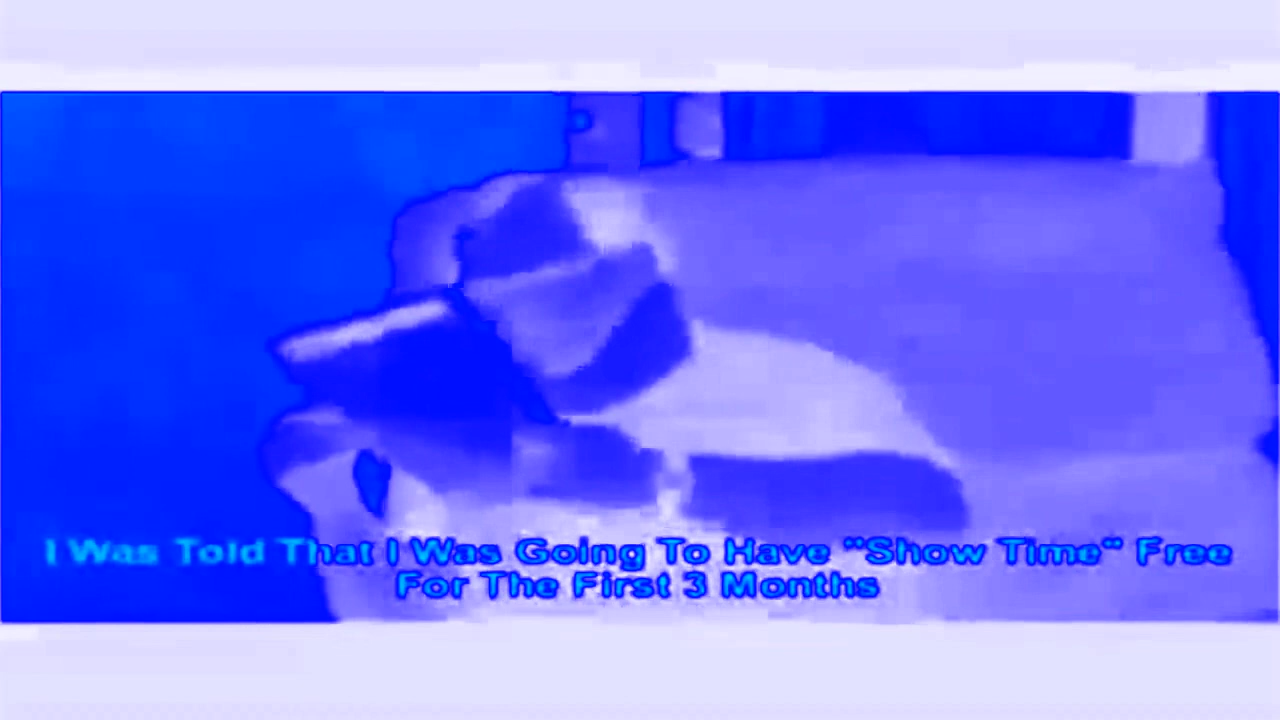 I Was Told That I Was Going To Have "Show Time" Free
For The First 3 Months